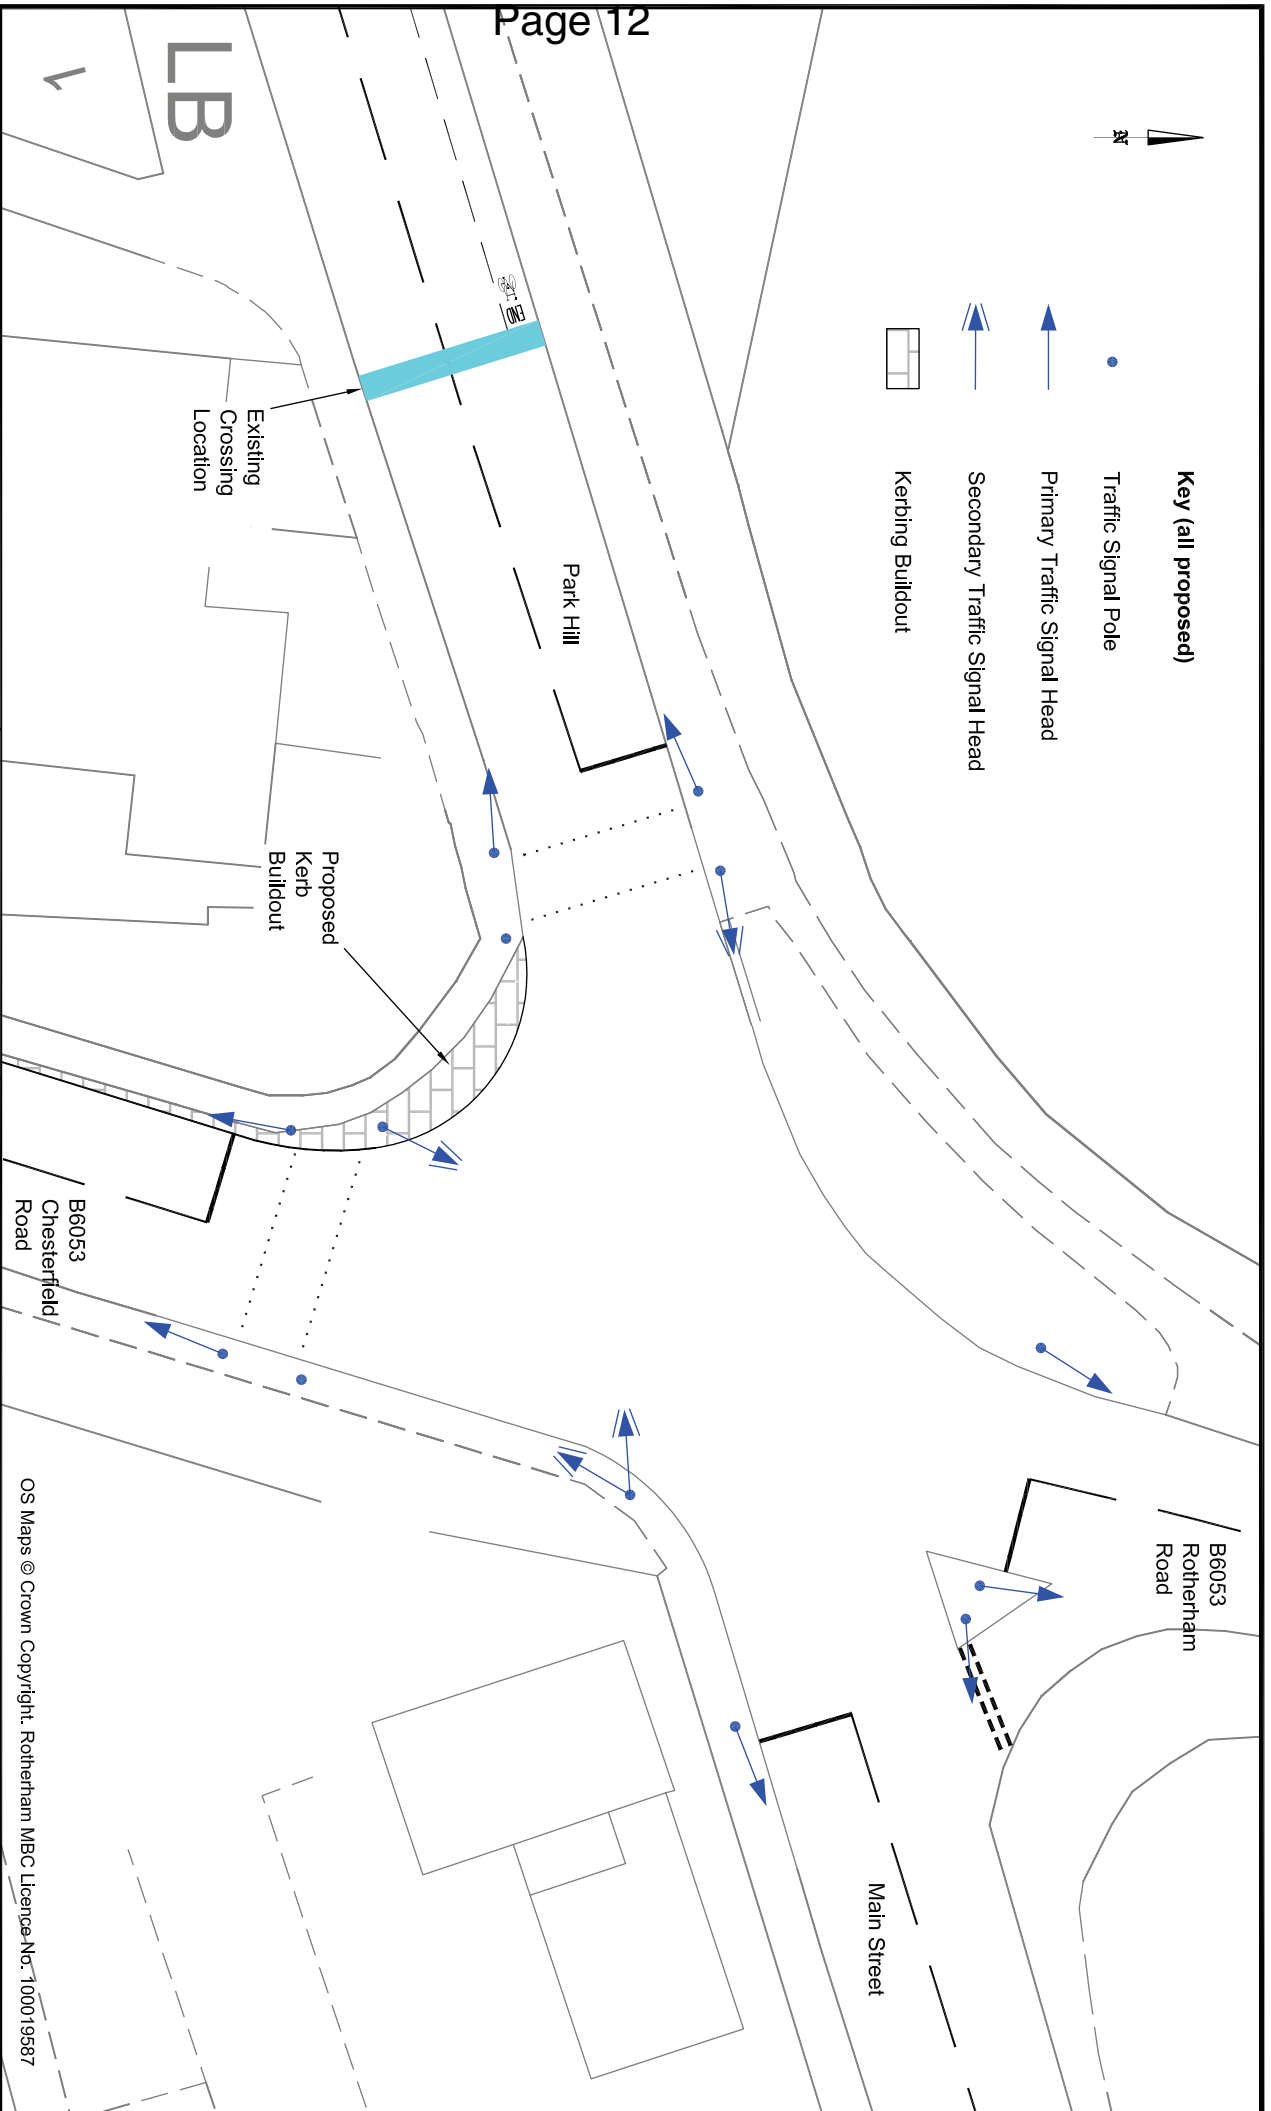 Page 12
LB
1
N
Key (all proposed)
Traffic Signal Pole
Primary Traffic Signal Head
Secondary Traffic Signal Head
Kerbing Buildout
END
Existing
Crossing
Location
Park Hill
Proposed
Kerb
Buildout
B6053
Chesterfield
Road
B6053
Rotherham
Road
Main Street
OS Maps © Crown Copyright. Rotherham MBC Licence No. 100019587